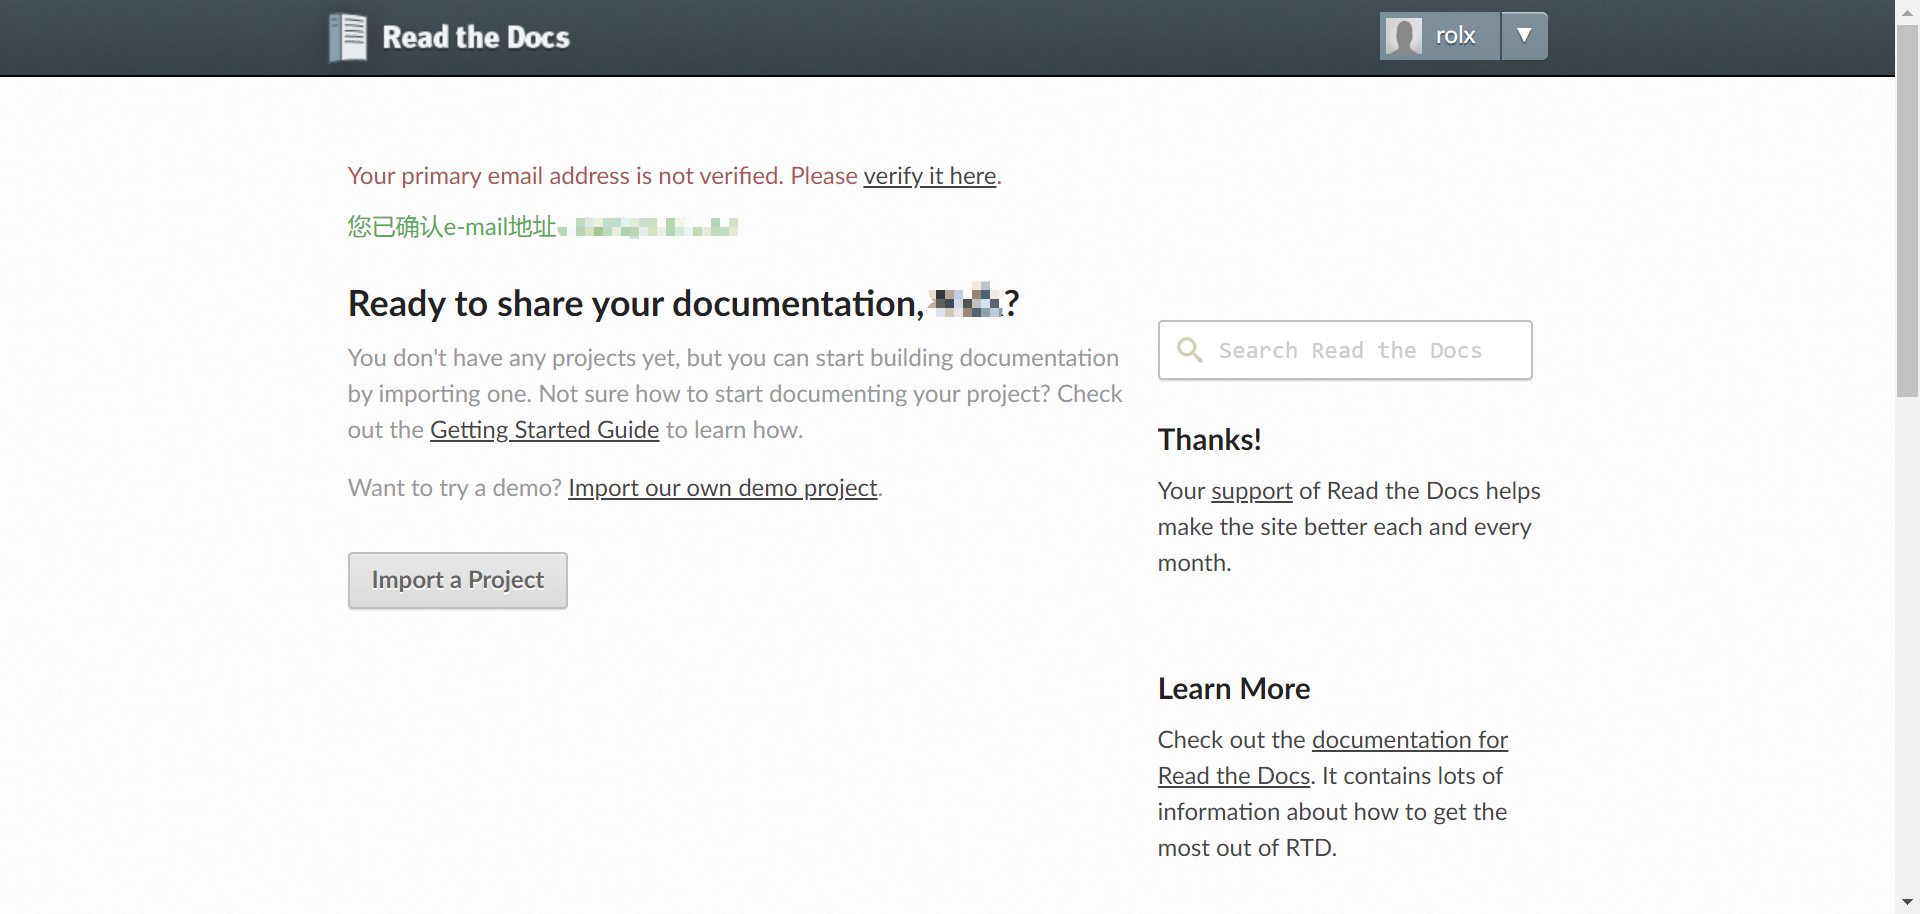 Read the Docs
rolx
Your primary email address is not verified. Please verify it here.
您已确认e-mail地址
Ready to share your documentation, ?
You don't have any projects yet, but you can start building documentation
by importing one. Not sure how to start documenting your project? Check
out the Getting Started Guide to learn how.
Want to try a demo? Import our own demo project.
Import a Project
Search Read the Docs
Thanks!
Your support of Read the Docs helps
make the site better each and every
month.
Learn More
Check out the documentation for
Read the Docs. It contains lots of
information about how to get the
most out of RTD.